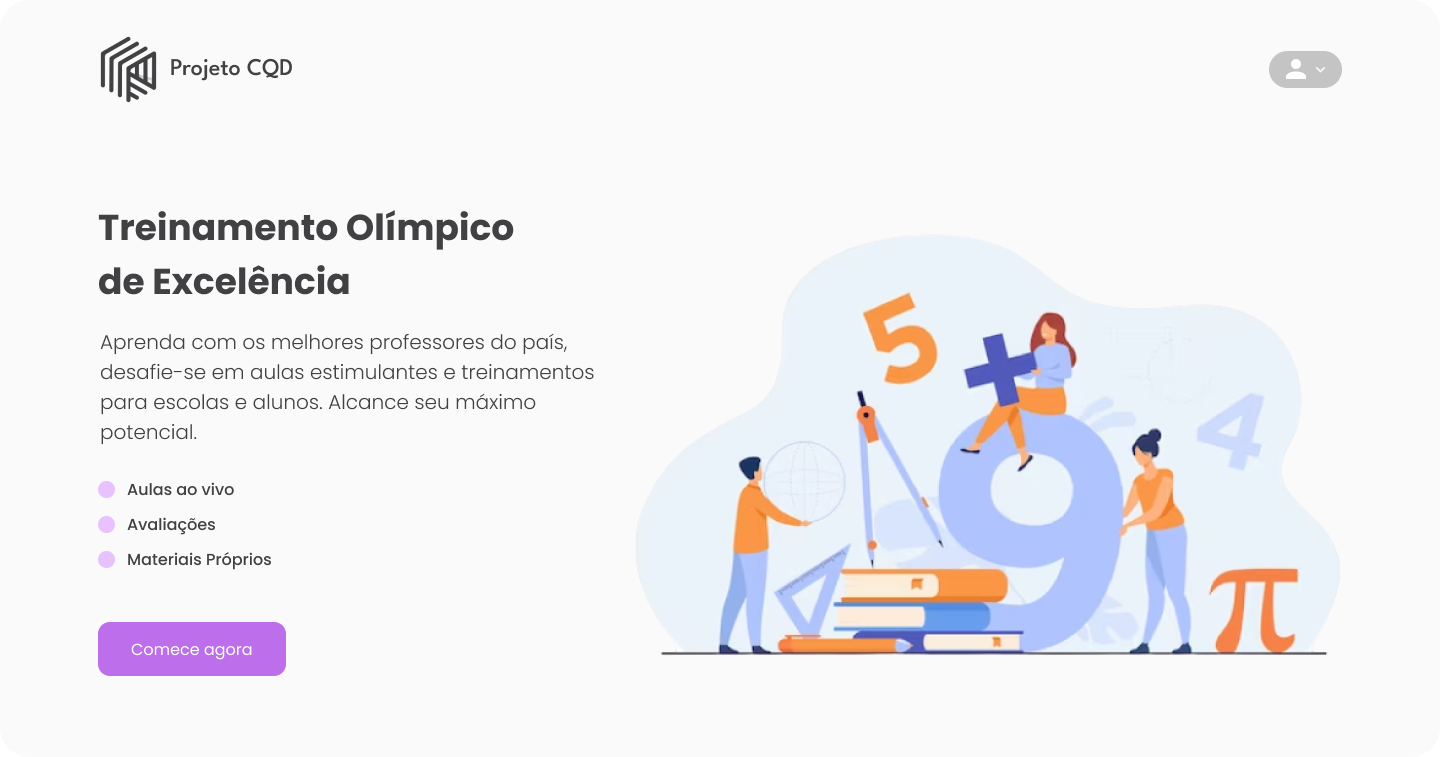 Projeto CQD
Treinamento Olímpico
de Excelência
Aprenda com os melhores professores do país,
desafie-se em aulas estimulantes e treinamentos
para escolas e alunos. Alcance seu máximo
potencial.
Aulas ao vivo
Avaliações
Materiais Próprios
Comece agora
5
+
4
9
π